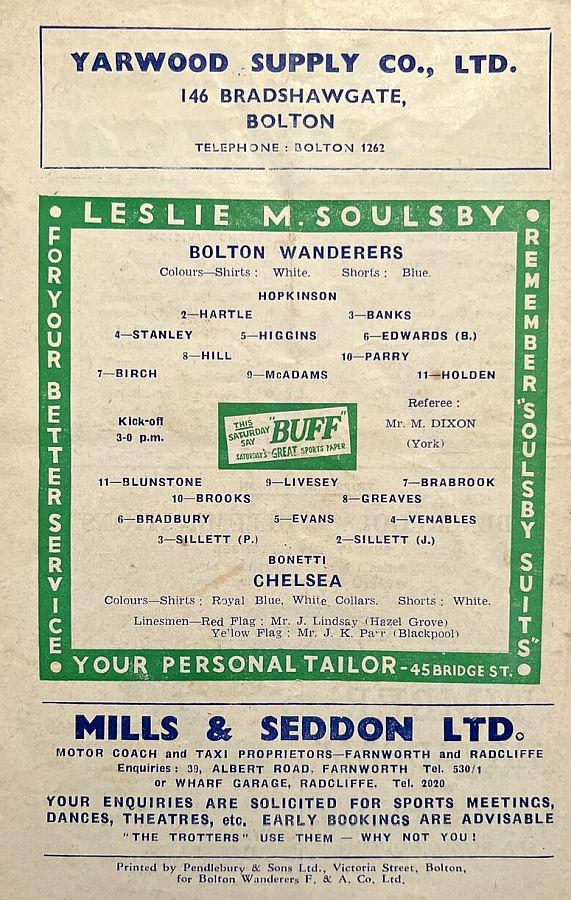 YARWOOD SUPPLY CO., LTD.
146 BRADSHAWGATE,
BOLTON
TELEPHONE : BOLTON 1262
• LESLIE M. SOULSBY •
FOR YOUR BETTER SERVICE •
REMEMBER "SOULSBY SUITS" •
BOLTON WANDERERS
Colours—Shirts : White. Shorts : Blue.
HOPKINSON
2—HARTLE 3—BANKS
4—STANLEY 5—HIGGINS 6—EDWARDS (B.)
8—HILL 10—PARRY
7—BIRCH 9—McADAMS 11—HOLDEN
Kick-off
3-0 p.m.
THIS
SATURDAY
SAY
"BUFF"
SATURDAY'S GREAT SPORTS PAPER
Referee :
Mr. M. DIXON
(York)
11—BLUNSTONE 9—LIVESEY 7—BRABROOK
10—BROOKS 8—GREAVES
6—BRADBURY 5—EVANS 4—VENABLES
3—SILLETT (P.) 2—SILLETT (J.)
BONETTI
CHELSEA
Colours—Shirts : Royal Blue, White Collars. Shorts : White.
Linesmen—Red Flag : Mr. J. Lindsay (Hazel Grove)
Yellow Flag : Mr. J. K. Parr (Blackpool)
YOUR PERSONAL TAILOR - 45 BRIDGE ST.
MILLS & SEDDON LTD.
MOTOR COACH and TAXI PROPRIETORS—FARNWORTH and RADCLIFFE
Enquiries : 39, ALBERT ROAD, FARNWORTH Tel. 530/1
or WHARF GARAGE, RADCLIFFE. Tel. 2020
YOUR ENQUIRIES ARE SOLICITED FOR SPORTS MEETINGS,
DANCES, THEATRES, etc. EARLY BOOKINGS ARE ADVISABLE
"THE TROTTERS" USE THEM — WHY NOT YOU !
Printed by Pendlebury & Sons Ltd., Victoria Street, Bolton,
for Bolton Wanderers F. & A. Co. Ltd.